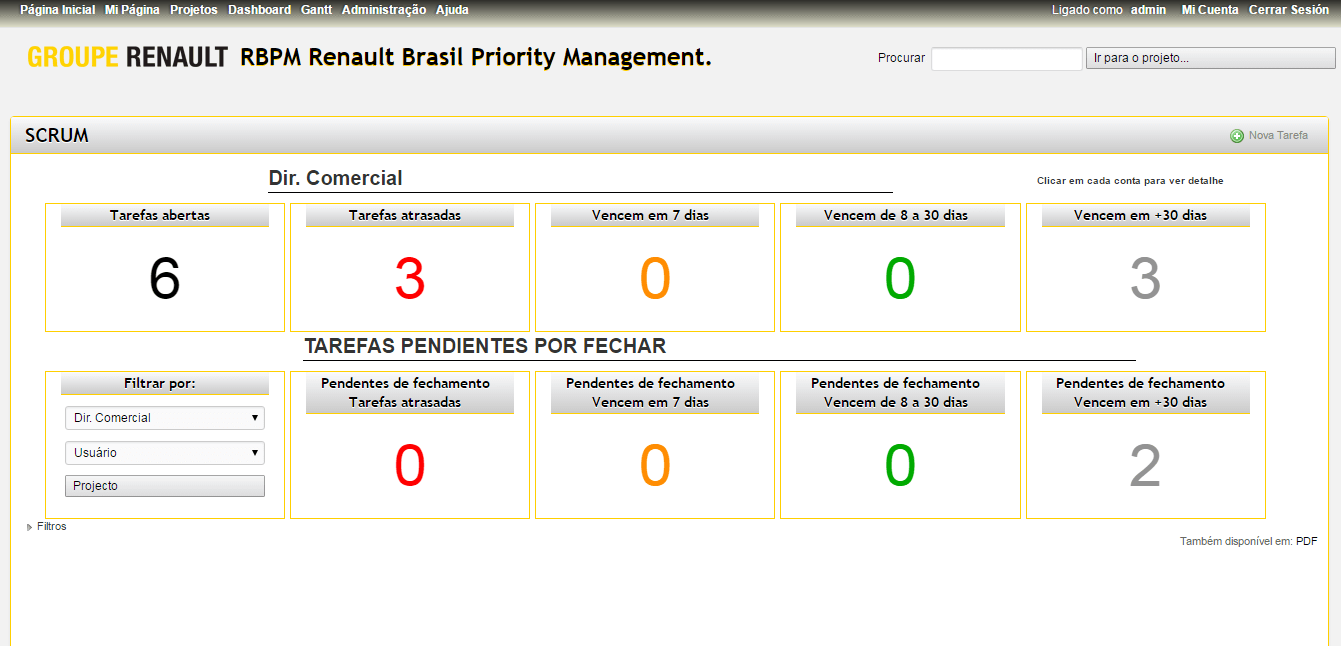 Página Inicial Mi Página Projetos Dashboard Gantt Administração Ajuda
Ligado como admin Mi Cuenta Cerrar Sesión
GROUPE RENAULT RBPM Renault Brasil Priority Management.
Procurar
Ir para o projeto...
SCRUM
Nova Tarefa
Dir. Comercial
Clicar em cada conta para ver detalhe
Tarefas abertas
6
Tarefas atrasadas
3
Vencem em 7 dias
0
Vencem de 8 a 30 dias
0
Vencem em +30 dias
3
TAREFAS PENDIENTES POR FECHAR
Filtrar por:
Dir. Comercial
Usuário
Projecto
Pendentes de fechamento
Tarefas atrasadas
0
Pendentes de fechamento
Vencem em 7 dias
0
Pendentes de fechamento
Vencem de 8 a 30 dias
0
Pendentes de fechamento
Vencem em +30 dias
2
Filtros
Também disponível em: PDF